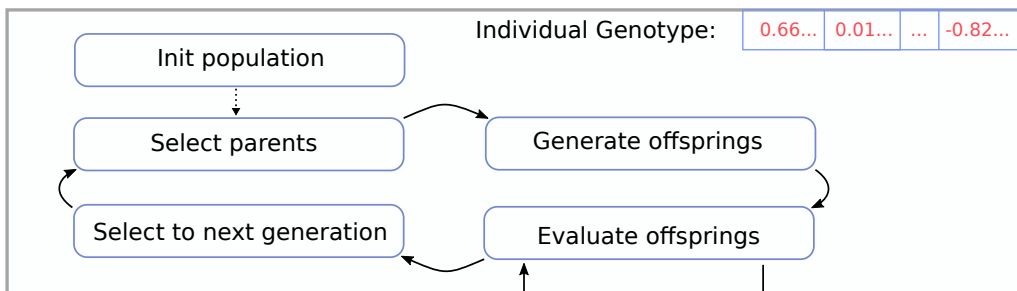 Individual Genotype: 0.66... 0.01... ... -0.82...
Init population
Select parents
Generate offsprings
Select to next generation
Evaluate offsprings